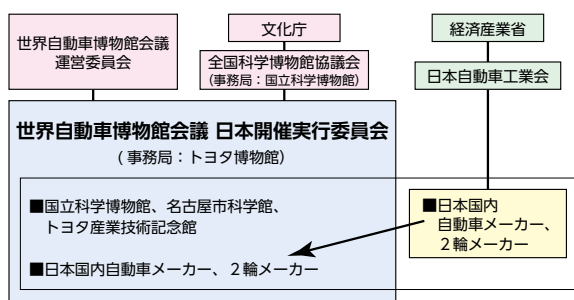 世界自動車博物館会議
運営委員会
文化庁
全国科学博物館協議会
(事務局：国立科学博物館)
経済産業省
日本自動車工業会
世界自動車博物館会議 日本開催実行委員会
(事務局：トヨタ博物館)
■国立科学博物館、名古屋市科学館、
トヨタ産業技術記念館
■日本国内自動車メーカー、２輪メーカー
■日本国内
自動車メーカー、
２輪メーカー